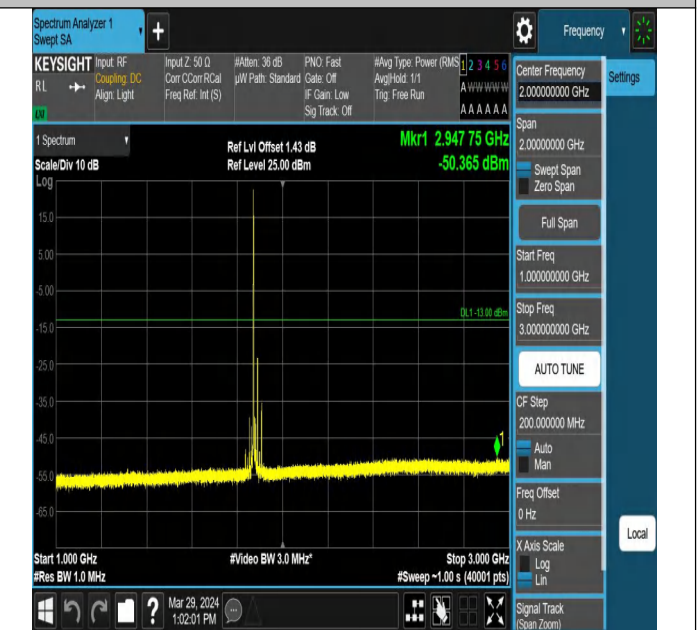 Spectrum Analyzer 1
Swept SA
Frequency
KEYSIGHT
RL
LXI
Input: RF
Coupling: DC
Align: Light
Input Z: 50 Ω
Corr CCorr RCal
Freq Ref: Int (S)
#Atten: 36 dB
µW Path: Standard
PNO: Fast
Gate: Off
IF Gain: Low
Sig Track: Off
#Avg Type: Power (RMS
Avg|Hold: 1/1
Trig: Free Run
1 2 3 4 5 6
A W W W W W
A A A A A A
1 Spectrum
Scale/Div 10 dB
Log
Ref Lvl Offset 1.43 dB
Ref Level 25.00 dBm
Mkr1 2.947 75 GHz
-50.365 dBm
15.0
5.00
-5.00
-15.0
-25.0
-35.0
-45.0
-55.0
-65.0
DL1 -13.00 dBm
1
Start 1.000 GHz
#Res BW 1.0 MHz
#Video BW 3.0 MHz*
Stop 3.000 GHz
#Sweep ~1.00 s (40001 pts)
Center Frequency
2.000000000 GHz
Span
2.00000000 GHz
Swept Span
Zero Span
Full Span
Start Freq
1.000000000 GHz
Stop Freq
3.000000000 GHz
AUTO TUNE
CF Step
200.000000 MHz
Auto
Man
Freq Offset
0 Hz
X Axis Scale
Log
Lin
Signal Track
(Span Zoom)
Settings
Local
Mar 29, 2024
1:02:01 PM